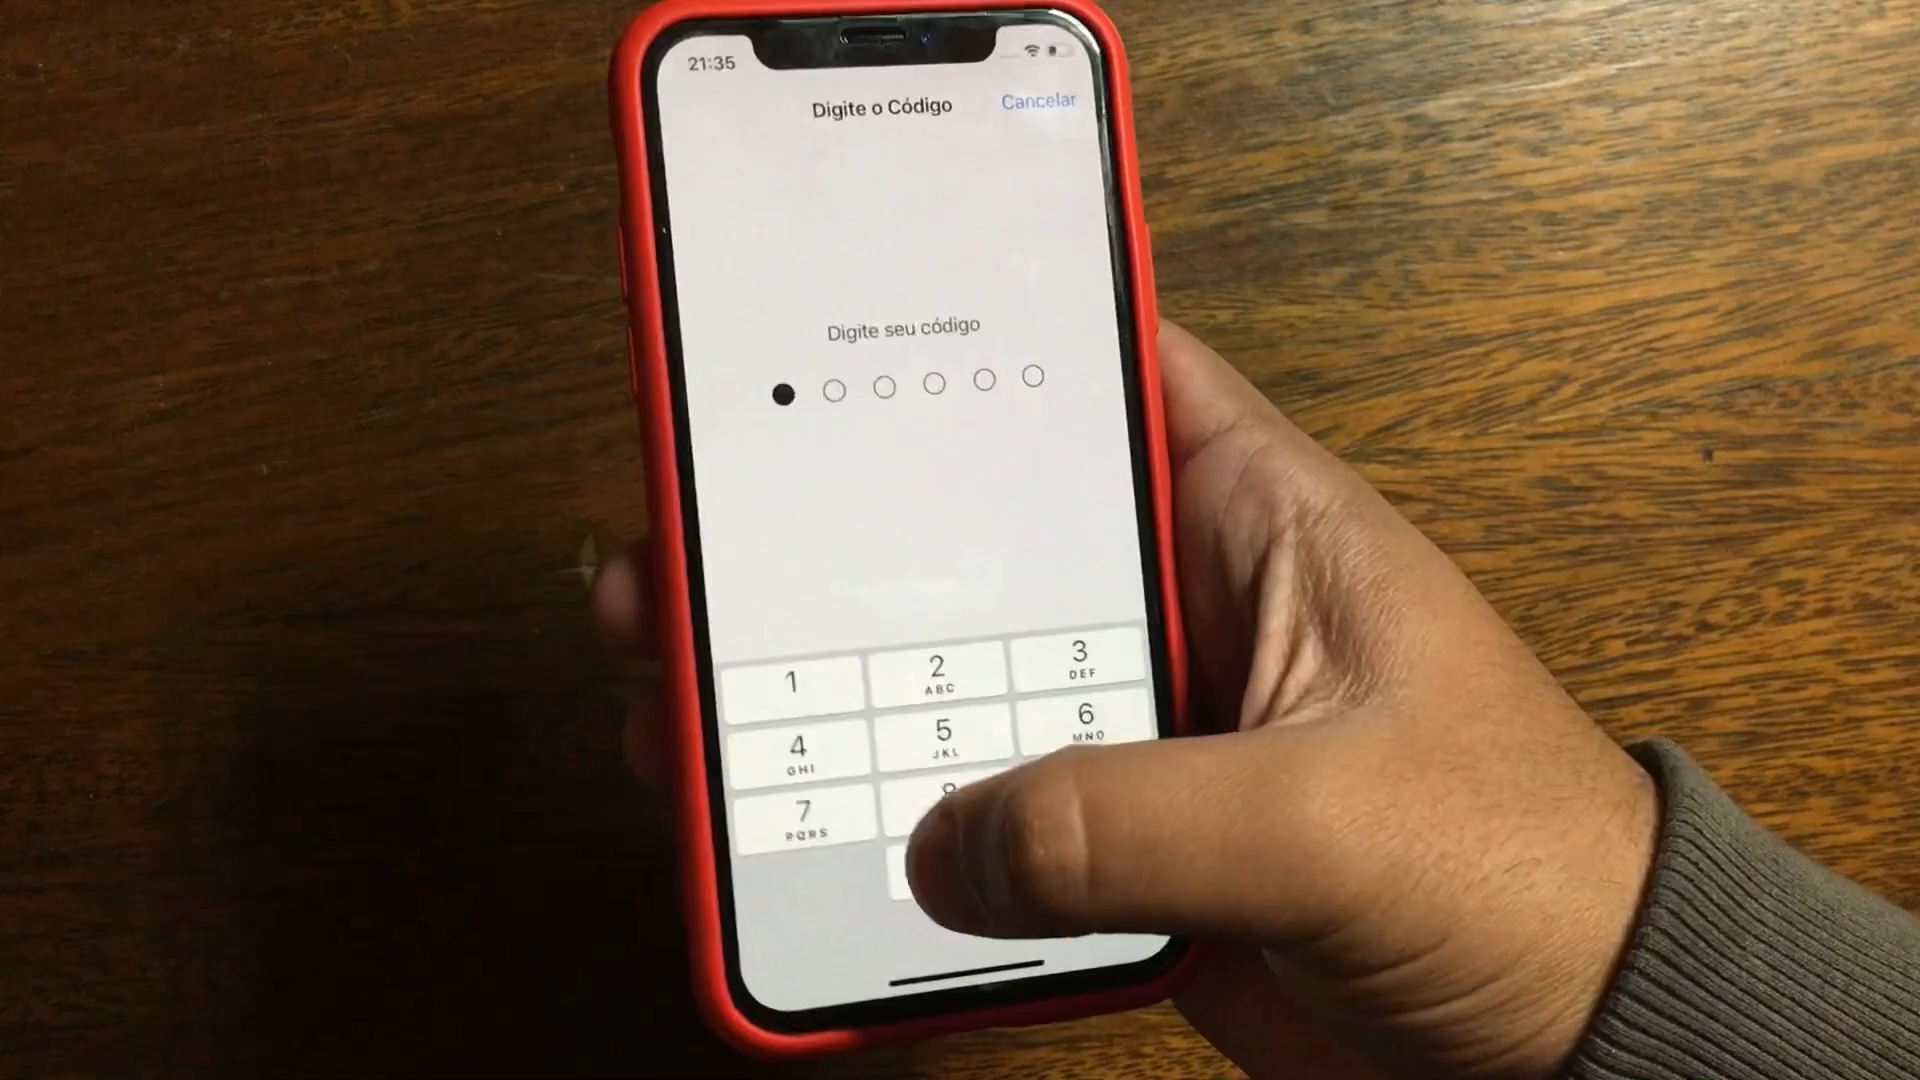 21:35
Digite o Código
Cancelar
Digite seu código
1
2
ABC
3
DEF
4
GHI
5
JKL
6
MNO
7
PQRS
8